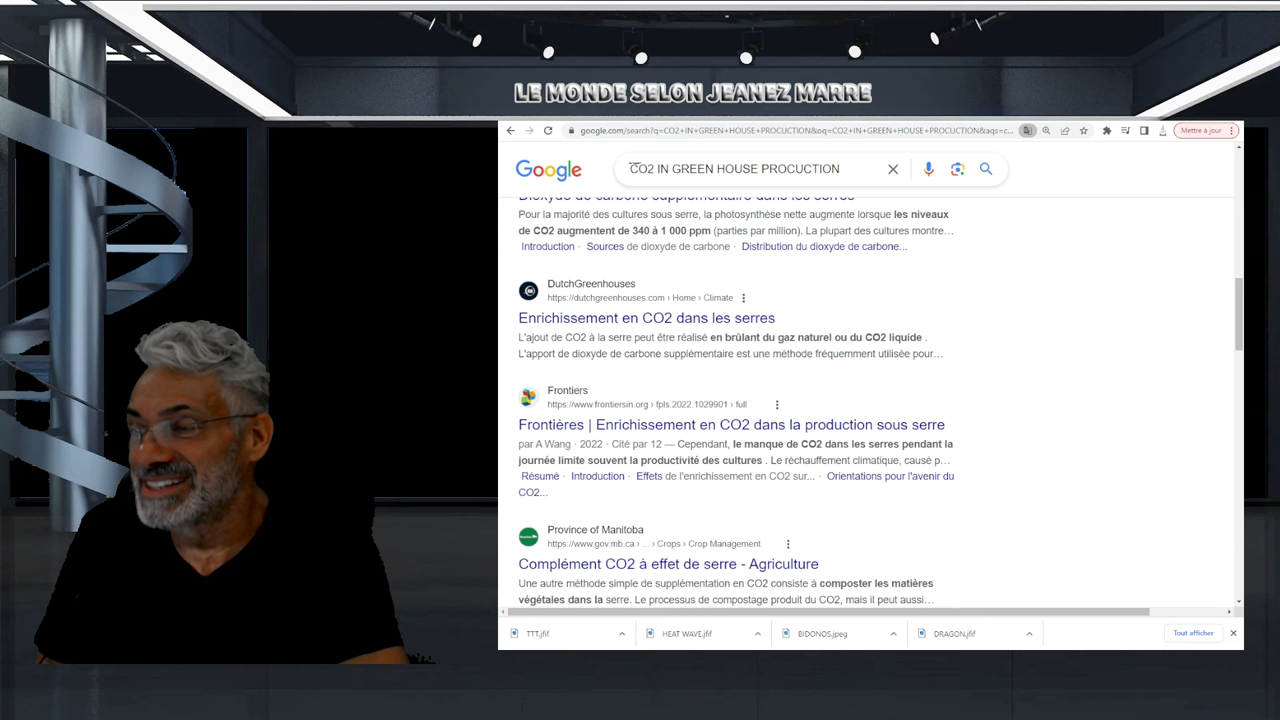 LE MONDE SELON JEANEZ MARRE
google.com/search?q=CO2+IN+GREEN+HOUSE+PRODUCTION&oq=CO2+IN+GREEN+HOUSE+PRODUCTION&aqs=c...
Mettre à jour
Google
CO2 IN GREEN HOUSE PROCUCTION
Dioxyde de carbone supplémentaire dans les serres
Pour la majorité des cultures sous serre, la photosynthèse nette augmente lorsque les niveaux
de CO2 augmentent de 340 à 1 000 ppm (parties par million). La plupart des cultures montre…
Introduction · Sources de dioxyde de carbone · Distribution du dioxyde de carbone...
DutchGreenhouses
https://dutchgreenhouses.com › Home › Climate
Enrichissement en CO2 dans les serres
L'ajout de CO2 à la serre peut être réalisé en brûlant du gaz naturel ou du CO2 liquide .
L'apport de dioxyde de carbone supplémentaire est une méthode fréquemment utilisée pour…
Frontiers
https://www.frontiersin.org › fpls.2022.1029901 › full
Frontières | Enrichissement en CO2 dans la production sous serre
par A Wang · 2022 · Cité par 12 — Cependant, le manque de CO2 dans les serres pendant la
journée limite souvent la productivité des cultures . Le réchauffement climatique, causé p…
Résumé · Introduction · Effets de l'enrichissement en CO2 sur... · Orientations pour l'avenir du
CO2...
Province of Manitoba
https://www.gov.mb.ca › ... › Crops › Crop Management
Complément CO2 à effet de serre - Agriculture
Une autre méthode simple de supplémentation en CO2 consiste à composter les matières
végétales dans la serre. Le processus de compostage produit du CO2, mais il peut aussi…
TTT.jfif
HEAT WAVE.jfif
BIDONOS.jpeg
DRAGON.jfif
Tout afficher